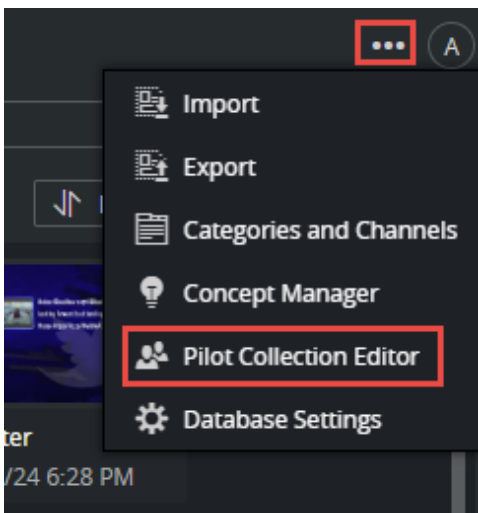 A
Import
Export
Categories and Channels
Concept Manager
Pilot Collection Editor
Database Settings
ter
/24 6:28 PM